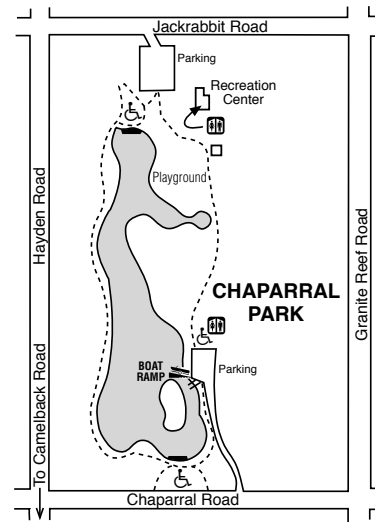 Jackrabbit Road
Parking
Recreation
Center
Playground
Hayden Road
Granite Reef Road
CHAPARRAL
PARK
BOAT
RAMP
Parking
To Camelback Road
Chaparral Road